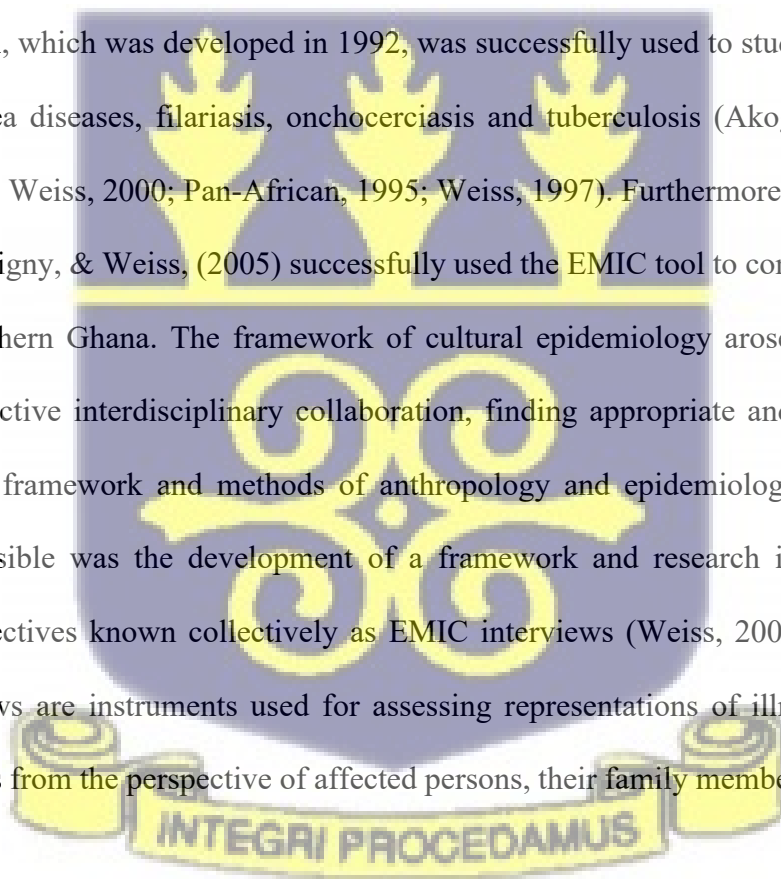 , which was developed in 1992, was successfully used to stu
ea diseases, filariasis, onchocerciasis and tuberculosis (Ako
Weiss, 2000; Pan-African, 1995; Weiss, 1997). Furthermore
igny, & Weiss, (2005) successfully used the EMIC tool to co
hern Ghana. The framework of cultural epidemiology aros
ctive interdisciplinary collaboration, finding appropriate an
framework and methods of anthropology and epidemiolog
sible was the development of a framework and research i
ectives known collectively as EMIC interviews (Weiss, 200
ws are instruments used for assessing representations of ill
s from the perspective of affected persons, their family membe
INTEGRI PROCEDAMUS